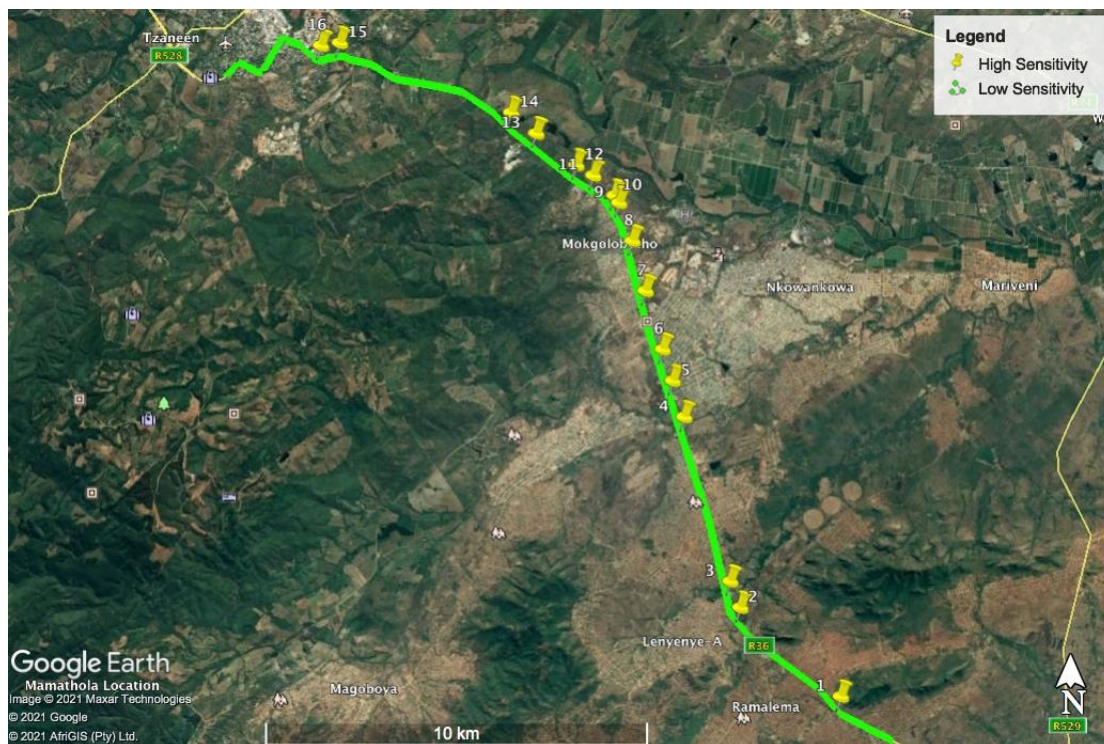 16
15
Tzaneen
R528
Legend
High Sensitivity
Low Sensitivity
14
13
12
11
10
9
8
7
Nkowankowa
Mariveni
6
5
4
3
2
Lenyenye-A
R36
1
Magoboya
Ramalema
Google Earth
Mamathola Location
Image © 2021 Maxar Technologies
© 2021 Google
© 2021 AfriGIS (Pty) Ltd.
10 km
N
R529